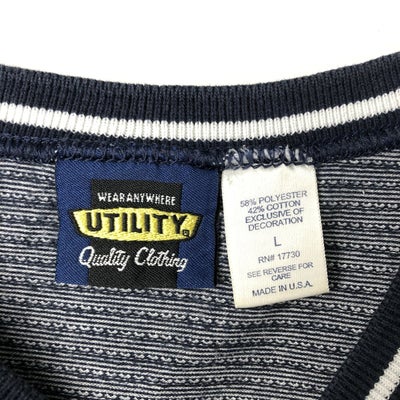 WEARANYWHERE
UTILITY
Quality Clothing
58% POLYESTER
42% COTTON
EXCLUSIVE OF
DECORATION
L
RN# 17730
SEE REVERSE FOR
CARE
MADE IN U.S.A.